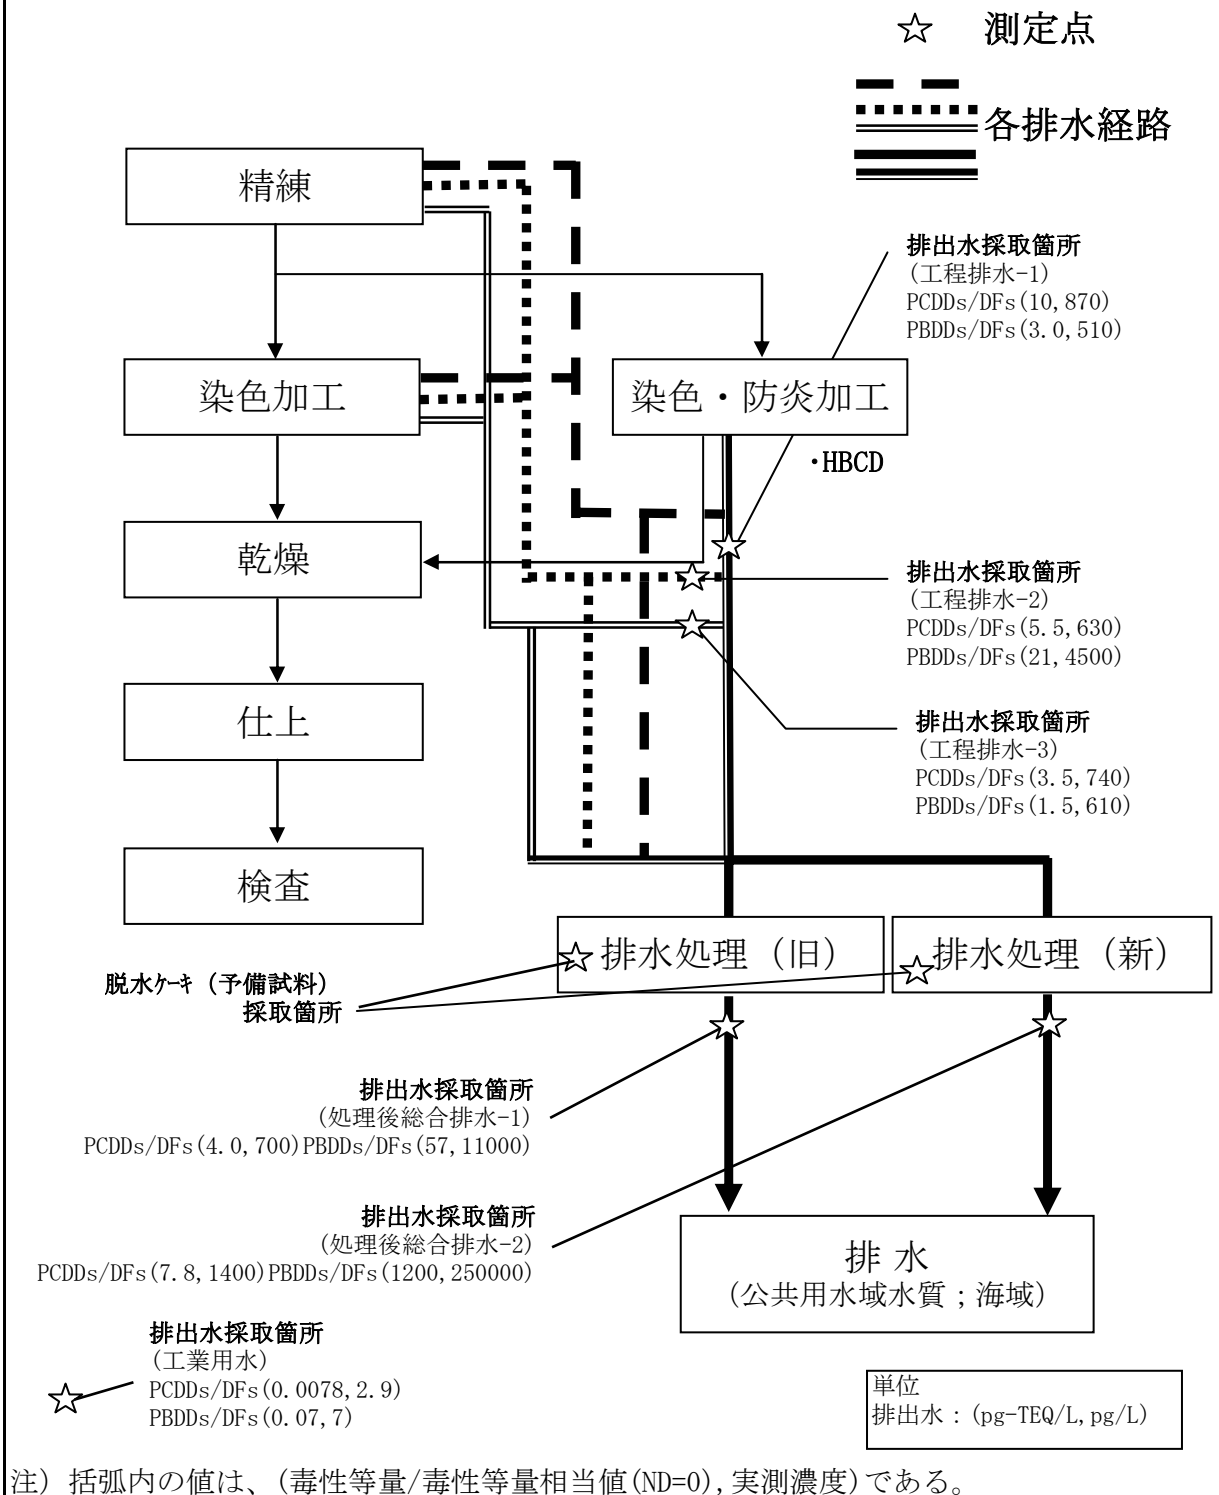 測定点
各排水経路
精練
排出水採取箇所
(工程排水-1)
PCDDs/DFs(10,870)
PBDDs/DFs(3.0,510)
染色加工
染色・防炎加工
・HBCD
乾燥
排出水採取箇所
(工程排水-2)
PCDDs/DFs(5.5,630)
PBDDs/DFs(21,4500)
仕上
排出水採取箇所
(工程排水-3)
PCDDs/DFs(3.5,740)
PBDDs/DFs(1.5,610)
検査
排水処理（旧）
排水処理（新）
脱水ｹｰｷ（予備試料）
採取箇所
排出水採取箇所
(処理後総合排水-1)
PCDDs/DFs(4.0,700)PBDDs/DFs(57,11000)
排出水採取箇所
(処理後総合排水-2)
PCDDs/DFs(7.8,1400)PBDDs/DFs(1200,250000)
排 水
（公共用水域水質；海域）
排出水採取箇所
(工業用水)
PCDDs/DFs(0.0078,2.9)
PBDDs/DFs(0.07,7)
単位
排出水：(pg-TEQ/L,pg/L)
注）括弧内の値は、(毒性等量/毒性等量相当値(ND=0),実測濃度)である。